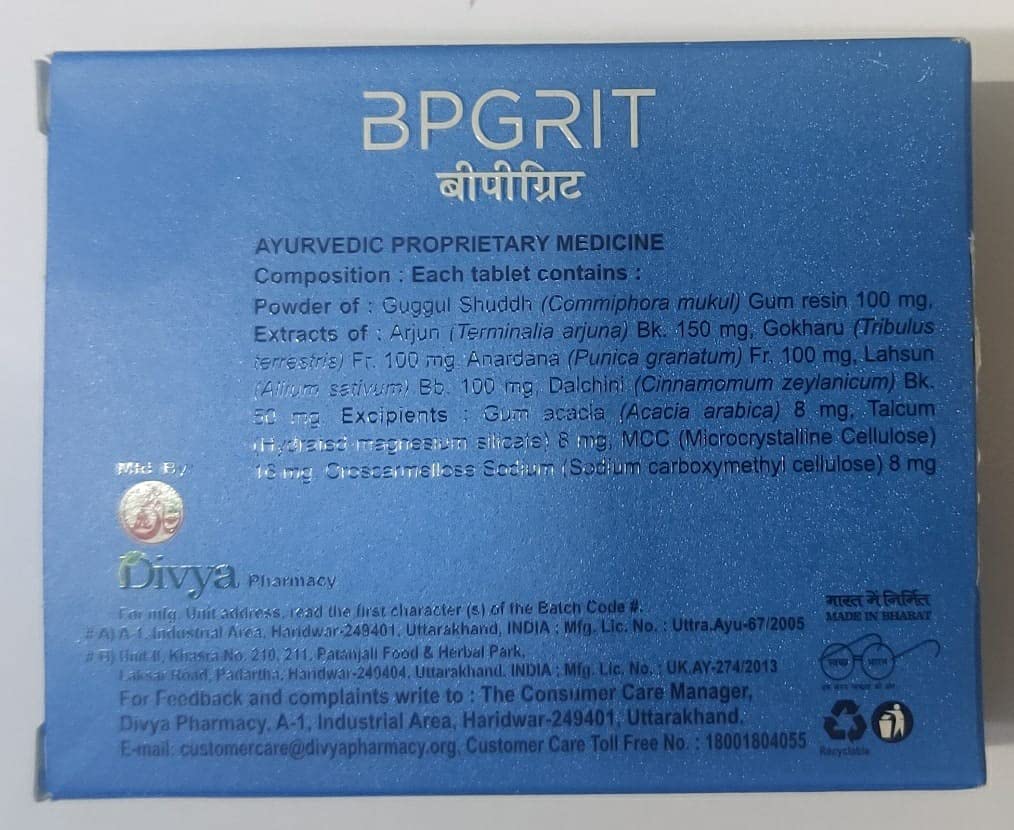 BPGRIT
बीपीग्रिट
AYURVEDIC PROPRIETARY MEDICINE
Composition : Each tablet contains :
Powder of : Guggul Shuddh (Commiphora mukul) Gum resin 100 mg,
Extracts of : Arjun (Terminalia arjuna) Bk. 150 mg, Gokharu (Tribulus
terrestris) Fr. 100 mg, Anardana (Punica granatum) Fr. 100 mg, Lahsun
(Allium sativum) Bb. 100 mg, Dalchini (Cinnamomum zeylanicum) Bk.
50 mg. Excipients : Gum acacia (Acacia arabica) 8 mg, Talcum
(Hydrated magnesium silicate) 8 mg, MCC (Microcrystalline Cellulose)
16 mg Croscarmellose Sodium (Sodium carboxymethyl cellulose) 8 mg
Mfd By
Divya Pharmacy
For mfg. Unit address, read the first character (s) of the Batch Code #.
# A) A-1, Industrial Area, Haridwar-249401, Uttarakhand, INDIA ; Mfg. Lic. No. : Uttra.Ayu-67/2005
Unit-II, Khasra No. 210, 211, Patanjali Food & Herbal Park,
Laksar Road, Padartha, Haridwar-249404, Uttarakhand. INDIA ; Mfg. Lic. No. : UK.AY-274/2013
For Feedback and complaints write to : The Consumer Care Manager,
Divya Pharmacy, A-1, Industrial Area, Haridwar-249401, Uttarakhand.
E-mail: customercare@divyapharmacy.org, Customer Care Toll Free No. : 18001804055
भारत में निर्मित
MADE IN BHARAT
स्वच्छ भारत
Recyclable